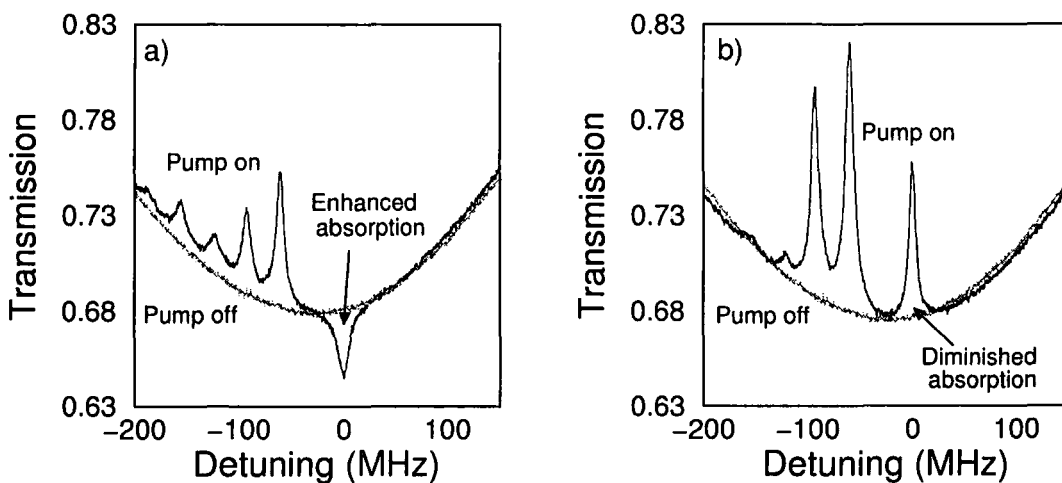 0.83
a)
0.78
Pump on
Enhanced
absorption
0.73
Transmission
0.68
Pump off
0.63
−200
−100
0
100
Detuning (MHz)
0.83
b)
0.78
Pump on
0.73
Transmission
0.68
Pump off
Diminished
absorption
0.63
−200
−100
0
100
Detuning (MHz)